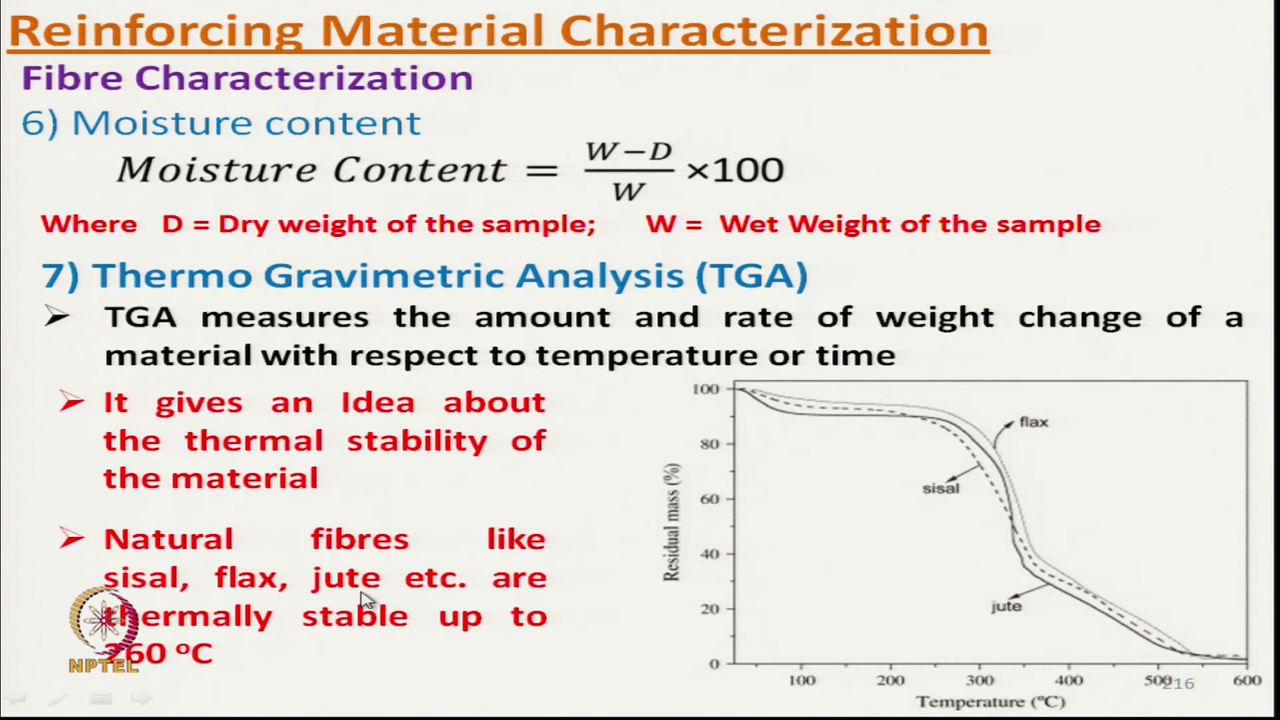 Reinforcing Material Characterization
Fibre Characterization
6) Moisture content
Moisture Content = W−D/W ×100
Where D = Dry weight of the sample; W = Wet Weight of the sample
7) Thermo Gravimetric Analysis (TGA)
➢ TGA measures the amount and rate of weight change of a
material with respect to temperature or time
➢ It gives an Idea about
the thermal stability of
the material
➢ Natural fibres like
sisal, flax, jute etc. are
thermally stable up to
260 ºC
NPTEL
Residual mass (%)
100
80
60
40
20
0
flax
sisal
jute
100 200 300 400 500 600
Temperature (ºC)
216